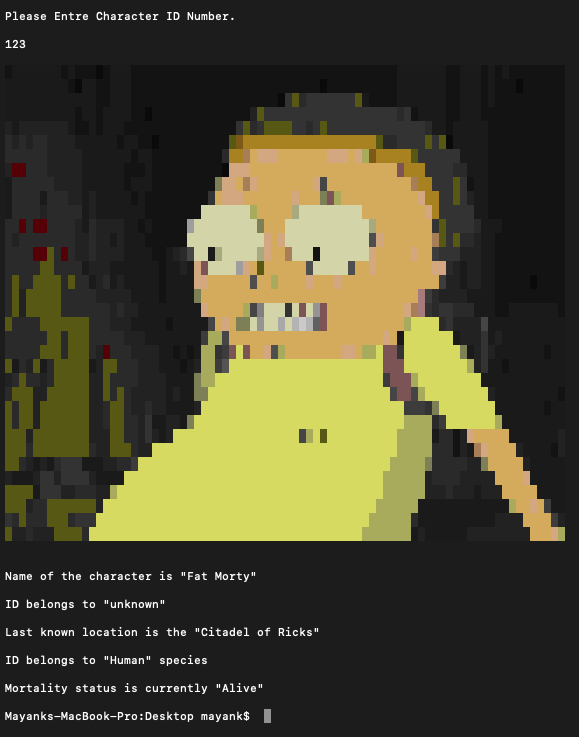 Please Entre Character ID Number.
123
Name of the character is "Fat Morty"
ID belongs to "unknown"
Last known location is the "Citadel of Ricks"
ID belongs to "Human" species
Mortality status is currently "Alive"
Mayanks-MacBook-Pro:Desktop mayank$